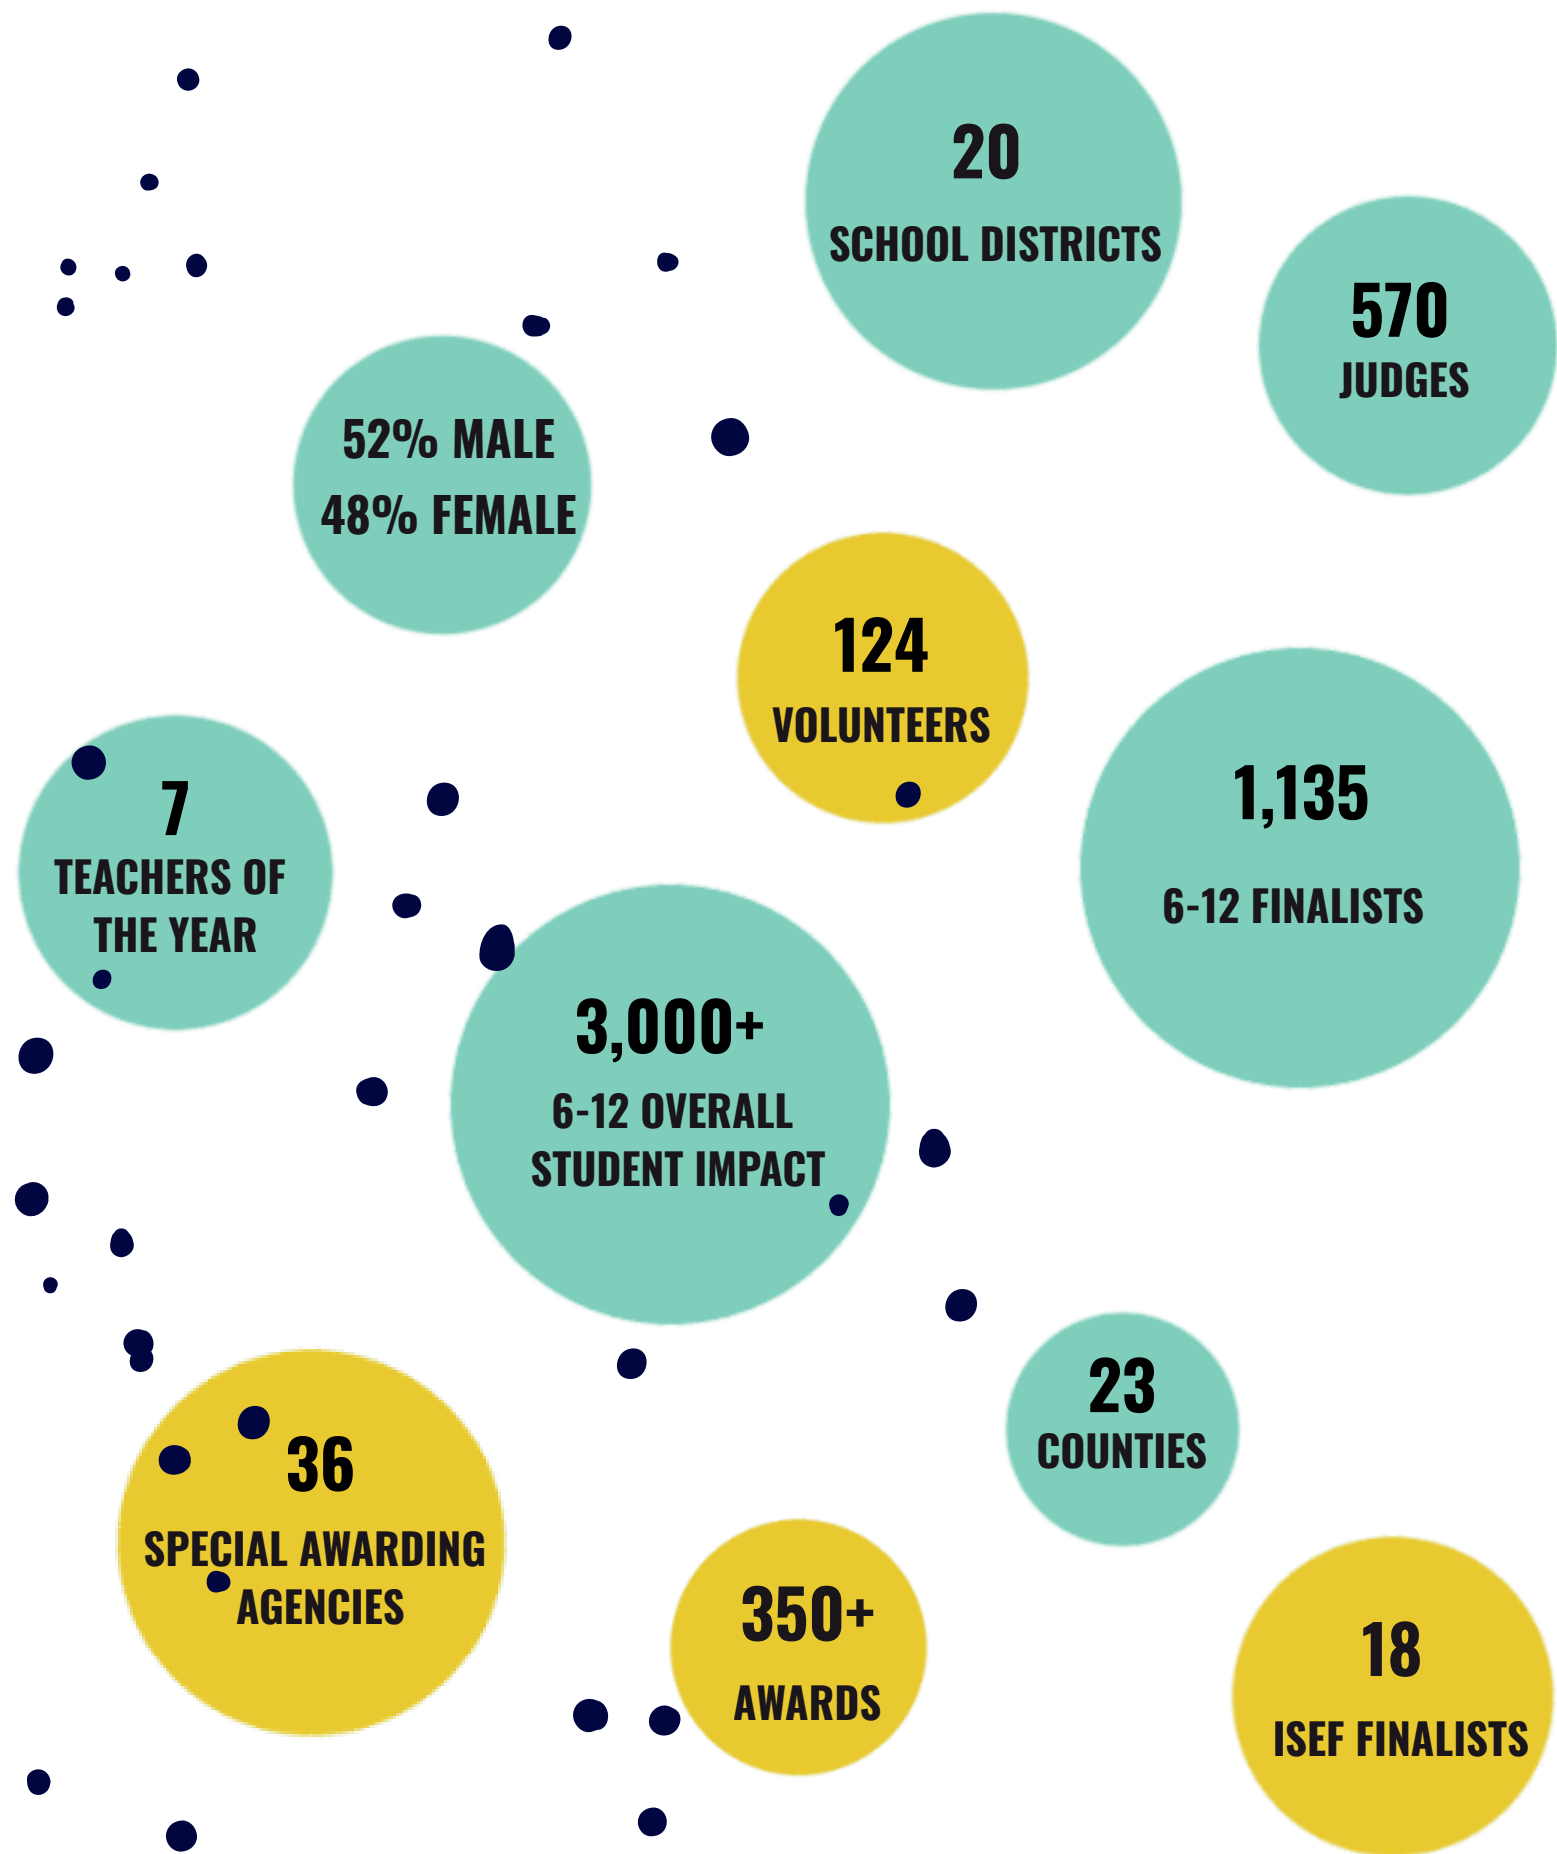 20
SCHOOL DISTRICTS
570
JUDGES
52% MALE
48% FEMALE
124
VOLUNTEERS
1,135
6-12 FINALISTS
7
TEACHERS OF
THE YEAR
3,000+
6-12 OVERALL
STUDENT IMPACT
23
COUNTIES
36
SPECIAL AWARDING
AGENCIES
350+
AWARDS
18
ISEF FINALISTS